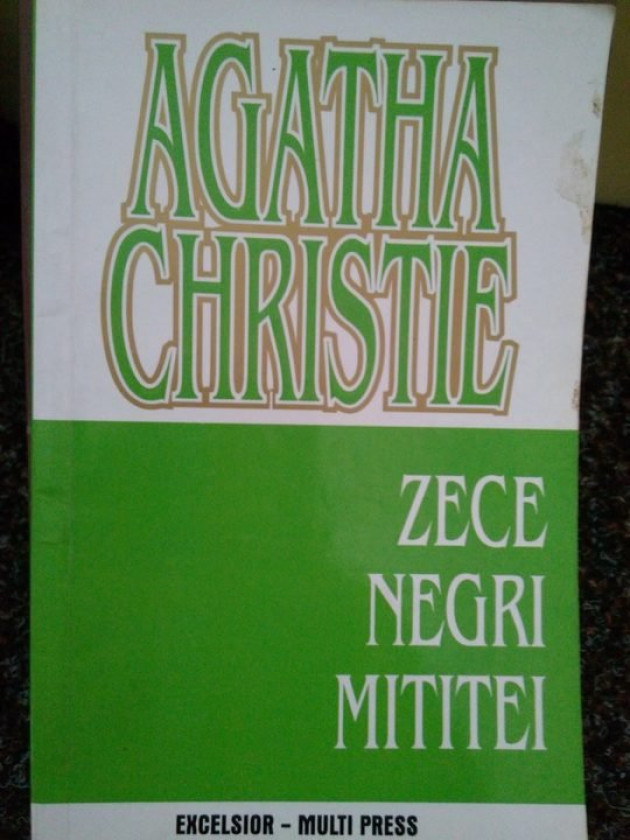 AGATHA
CHRISTIE
ZECE
NEGRI
MITITEI
EXCELSIOR – MULTI PRESS